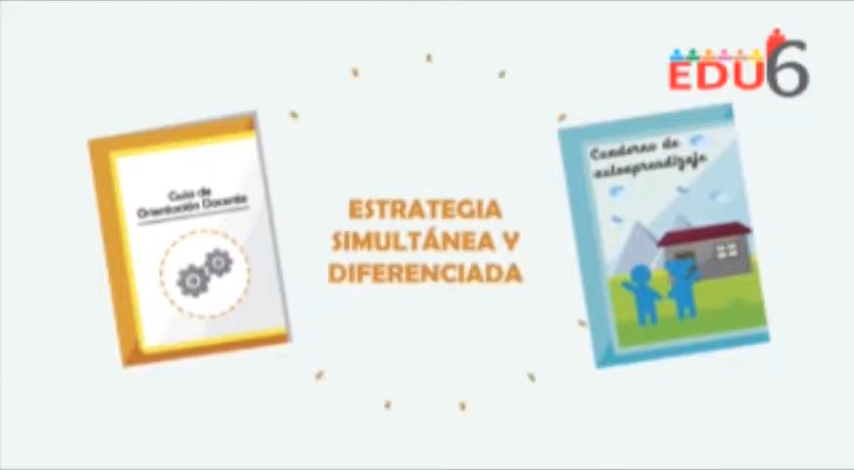 EDU6
Guía de
Orientación Docente
ESTRATEGIA
SIMULTÁNEA Y
DIFERENCIADA
Cuaderno de
autoaprendizaje